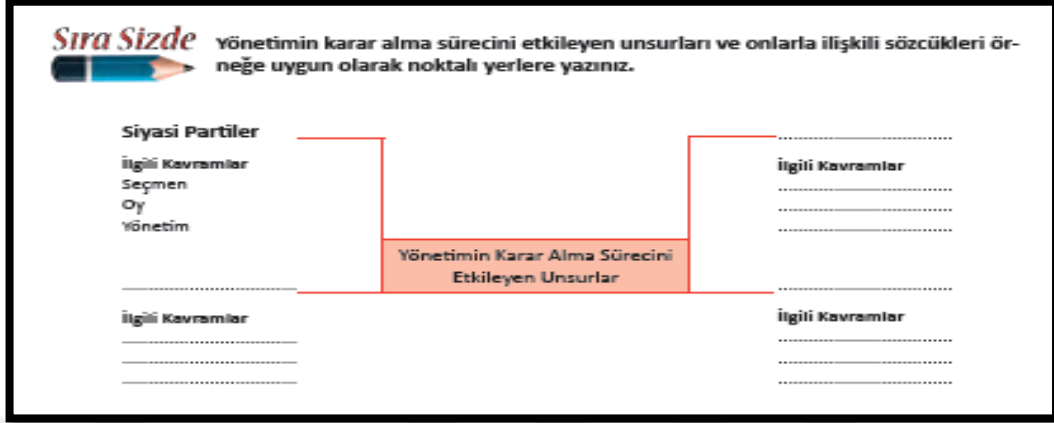 Sıra Sizde
Yönetimin karar alma sürecini etkileyen unsurları ve onlarla ilişkili sözcükleri ör-
neğe uygun olarak noktalı yerlere yazınız.
Siyasi Partiler
İlgili Kavramlar
Seçmen
Oy
Yönetim
İlgili Kavramlar
Yönetimin Karar Alma Sürecini
Etkileyen Unsurlar
İlgili Kavramlar
İlgili Kavramlar